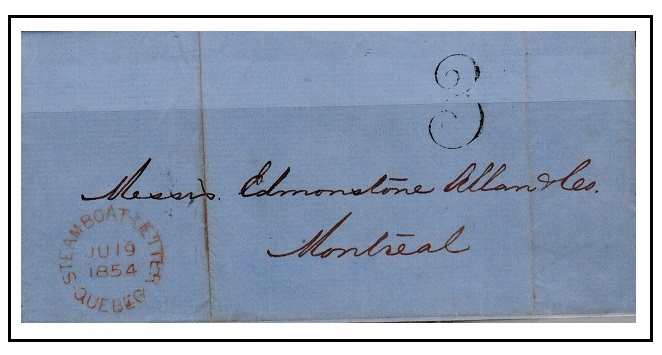 3
Messrs. Edmonstone Allan & Co.
Montreal
STEAMBOAT LETTER
JU 19
1854
QUEBEC